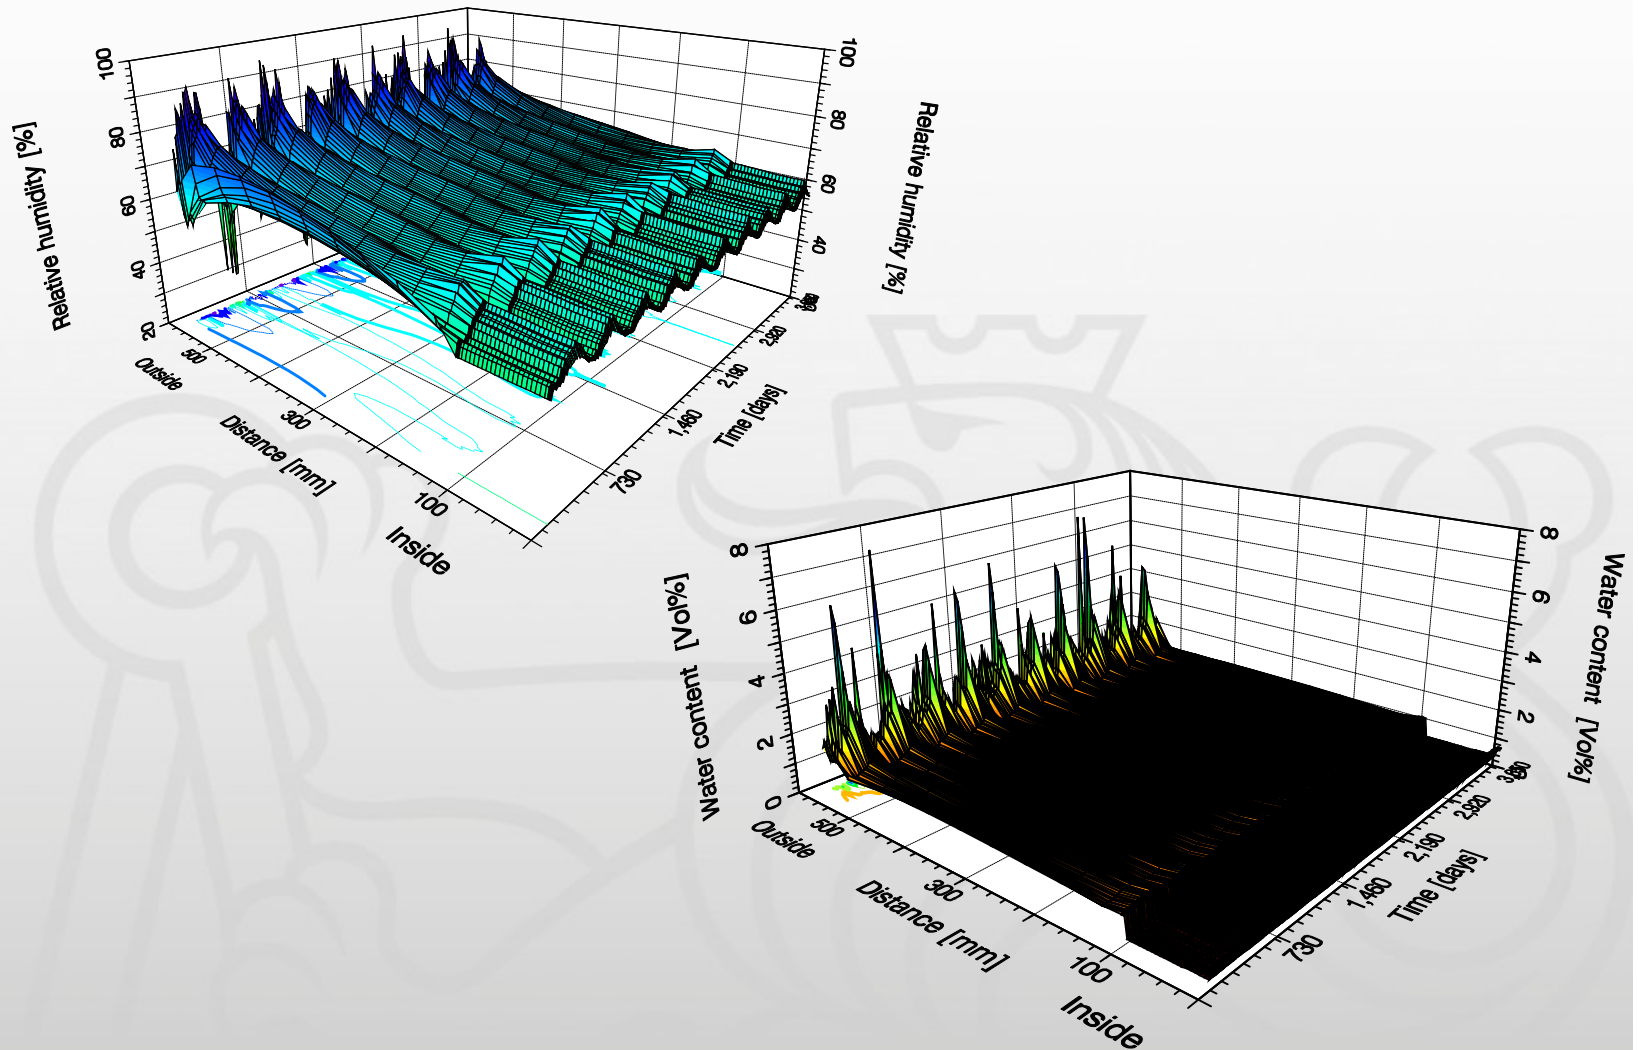 100
80
60
40
20
Relative humidity [%]
Outside
500
300
100
Distance [mm]
Inside
730
1,460
2,190
2,920
Time [days]
100
80
60
40
Relative humidity [%]
8
6
4
2
0
Water content [Vol%]
Outside
500
300
100
Distance [mm]
Inside
730
1,460
2,190
2,920
Time [days]
8
6
4
2
Water content [Vol%]